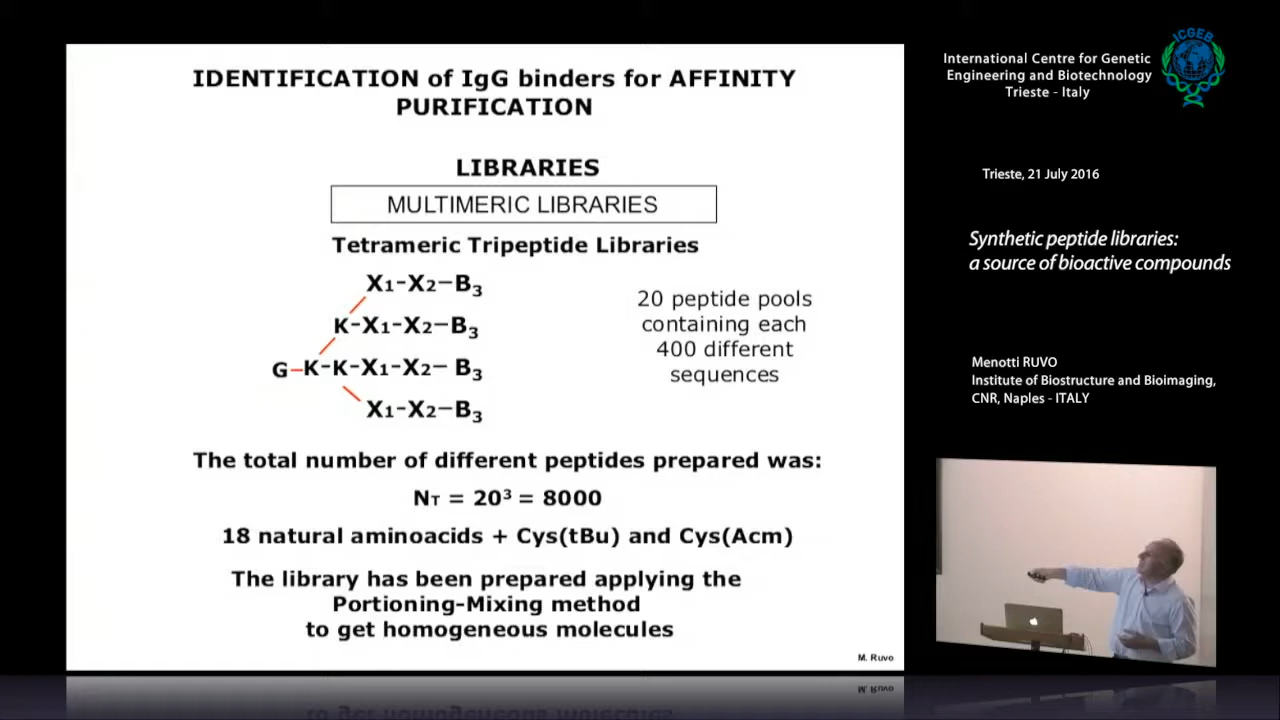 IDENTIFICATION of IgG binders for AFFINITY
PURIFICATION
LIBRARIES
MULTIMERIC LIBRARIES
Tetrameric Tripeptide Libraries
X1-X2-B3
K-X1-X2-B3
G-K-K-X1-X2- B3
X1-X2-B3
20 peptide pools
containing each
400 different
sequences
The total number of different peptides prepared was:
NT = 20³ = 8000
18 natural aminoacids + Cys(tBu) and Cys(Acm)
The library has been prepared applying the
Portioning-Mixing method
to get homogeneous molecules
M. Ruvo
International Centre for Genetic
Engineering and Biotechnology
Trieste - Italy
ICGEB
Trieste, 21 July 2016
Synthetic peptide libraries:
a source of bioactive compounds
Menotti RUVO
Institute of Biostructure and Bioimaging,
CNR, Naples - ITALY